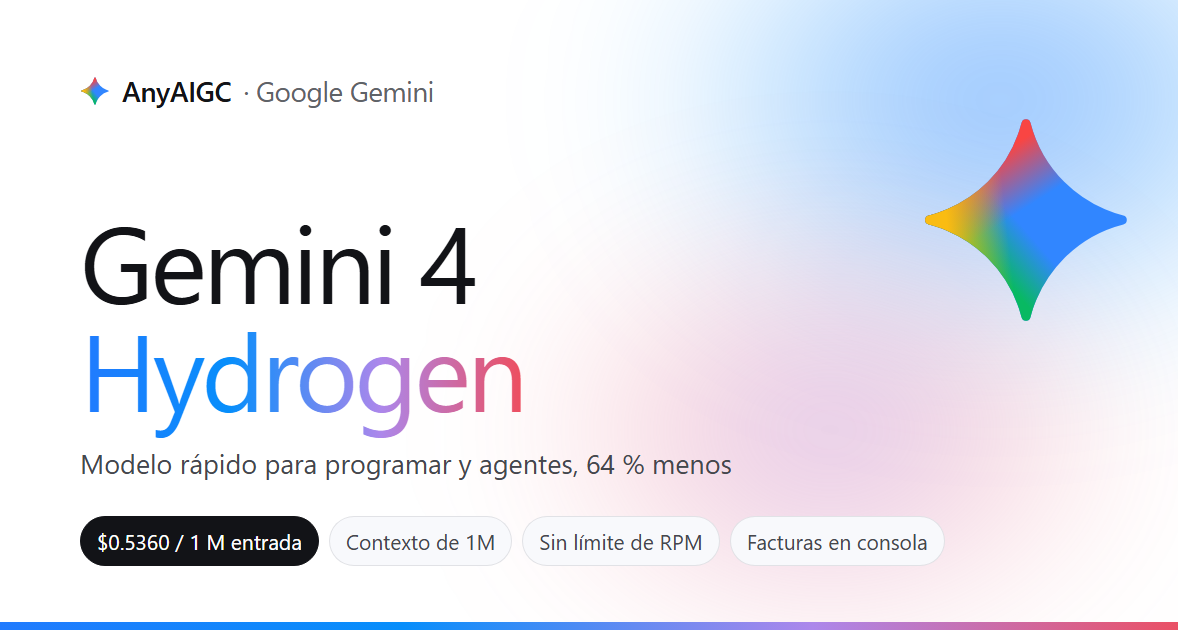 AnyAIGC · Google Gemini
Gemini 4
Hydrogen
Modelo rápido para programar y agentes, 64 % menos
$0.5360 / 1 M entrada
Contexto de 1M
Sin límite de RPM
Facturas en consola